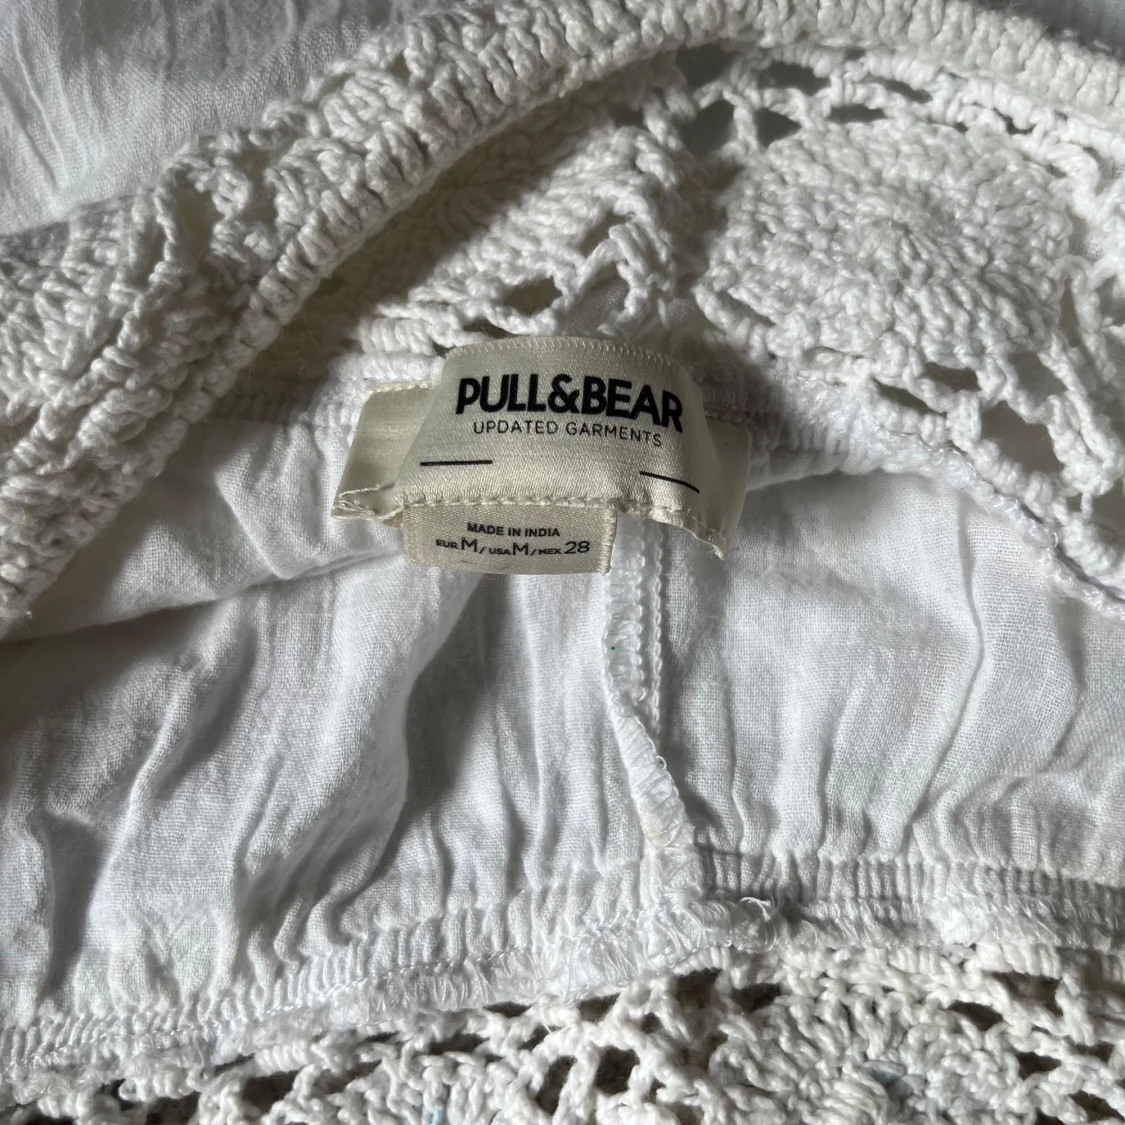 PULL&BEAR
UPDATED GARMENTS
MADE IN INDIA
EUR M / USA M / MEX 28